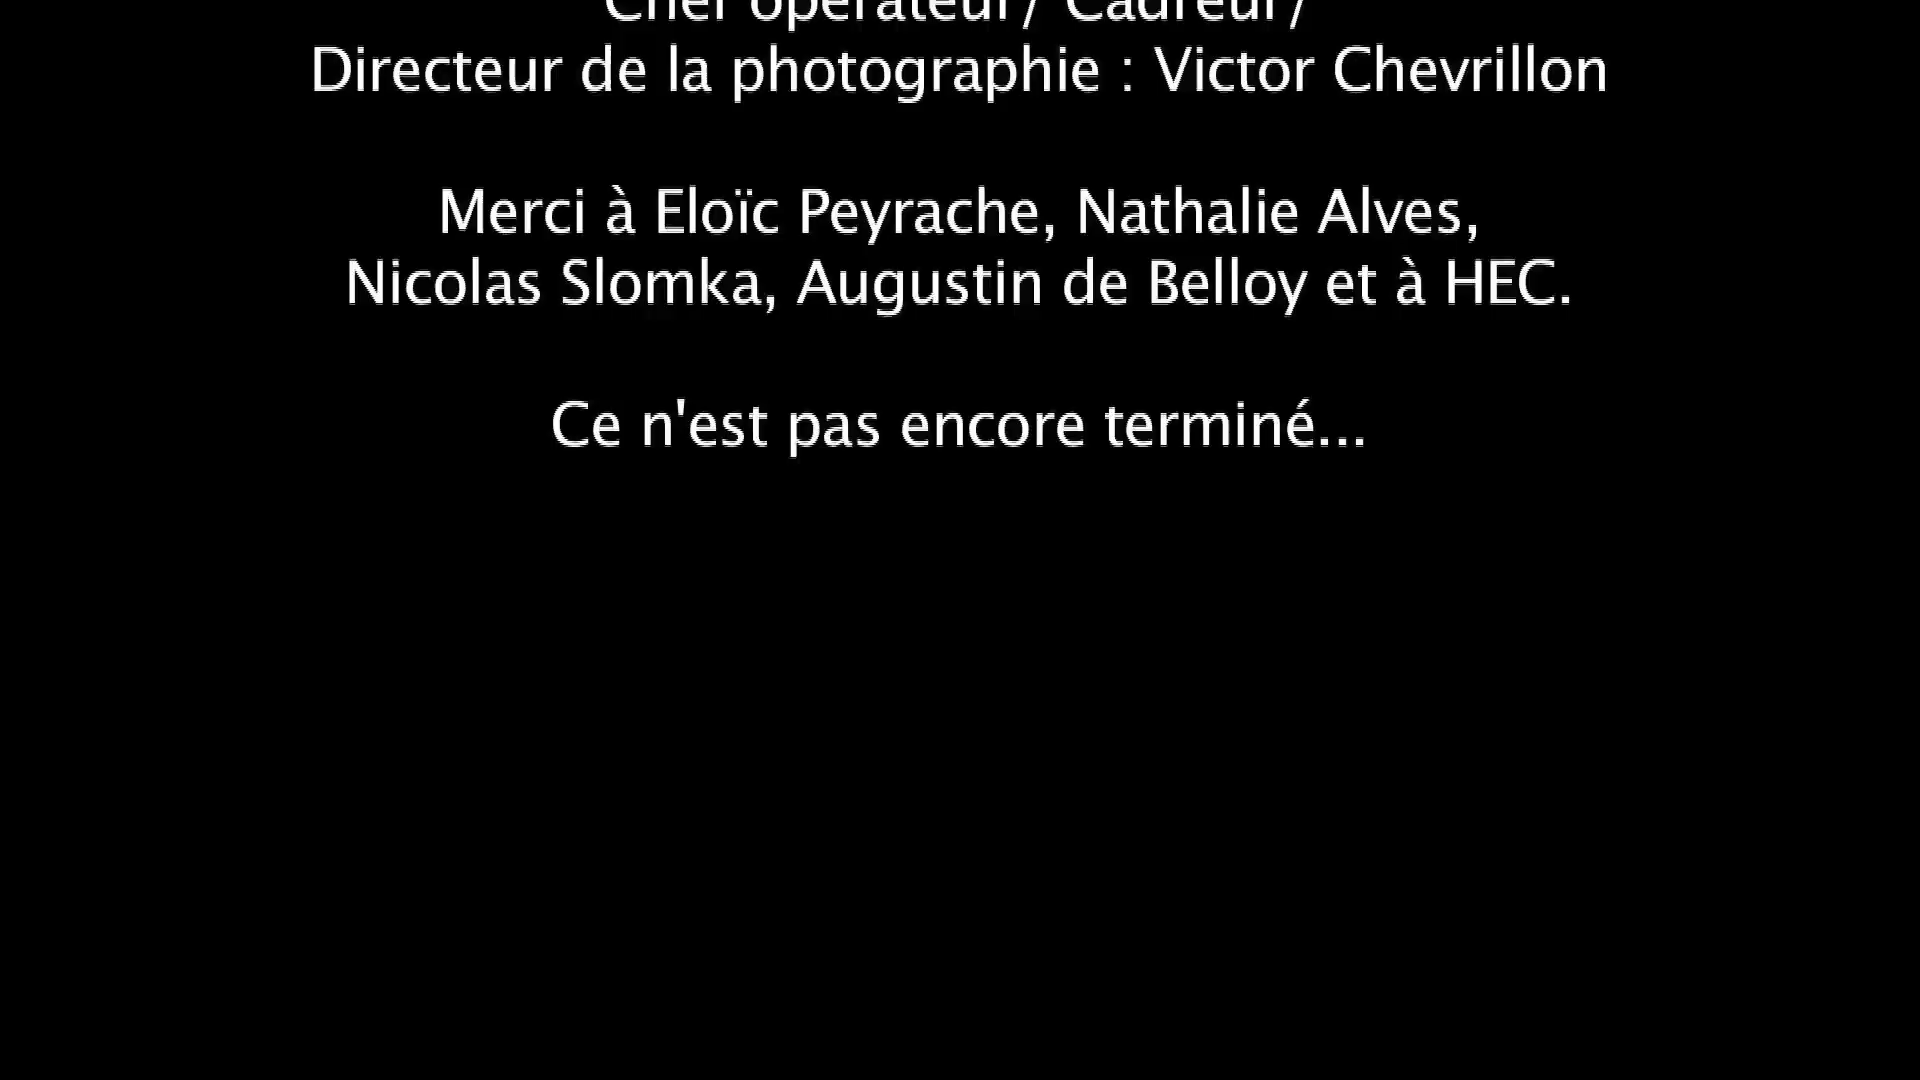 Chef opérateur/ Cadreur/
Directeur de la photographie : Victor Chevrillon
Merci à Eloïc Peyrache, Nathalie Alves,
Nicolas Slomka, Augustin de Belloy et à HEC.
Ce n'est pas encore terminé...